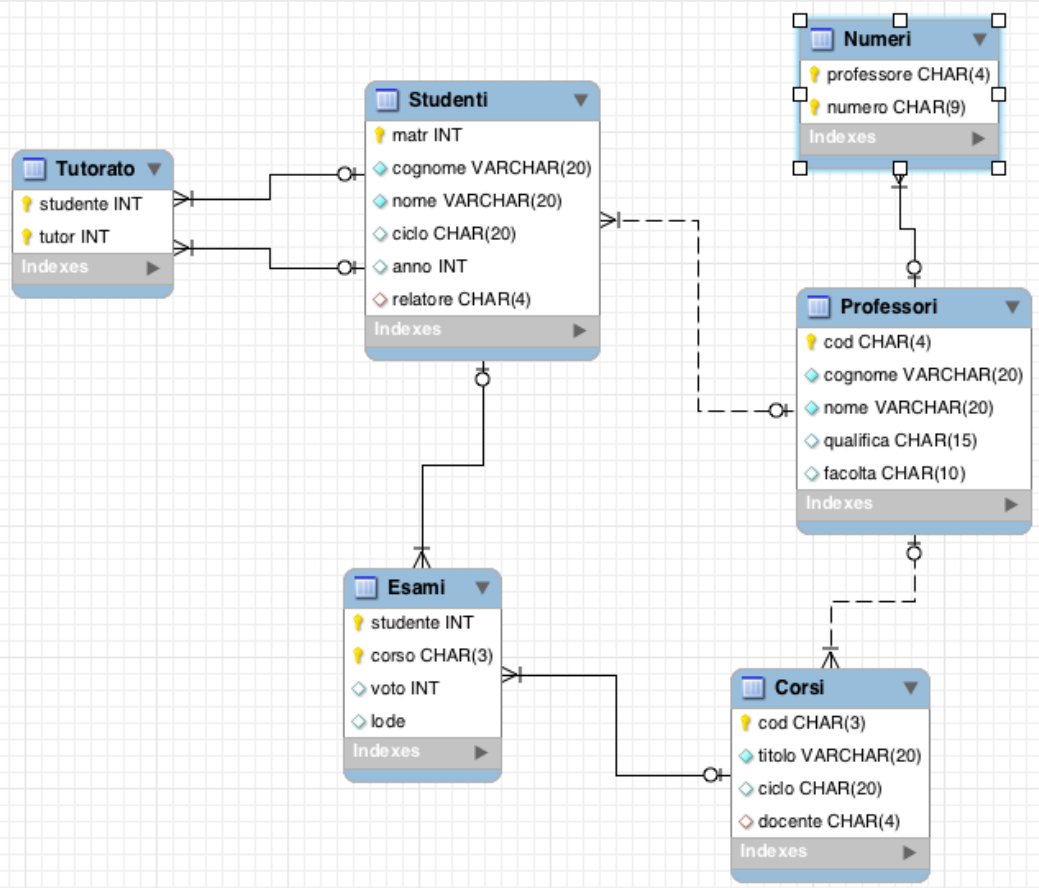 Numeri
professore CHAR(4)
numero CHAR(9)
Indexes
Studenti
matr INT
cognome VARCHAR(20)
nome VARCHAR(20)
ciclo CHAR(20)
anno INT
relatore CHAR(4)
Indexes
Tutorato
studente INT
tutor INT
Indexes
Professori
cod CHAR(4)
cognome VARCHAR(20)
nome VARCHAR(20)
qualifica CHAR(15)
facolta CHAR(10)
Indexes
Esami
studente INT
corso CHAR(3)
voto INT
lode
Indexes
Corsi
cod CHAR(3)
titolo VARCHAR(20)
ciclo CHAR(20)
docente CHAR(4)
Indexes